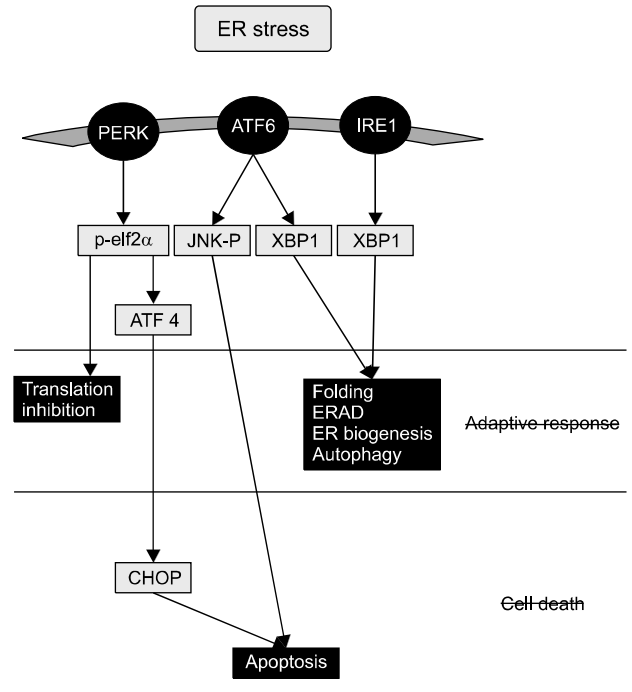 ER stress
PERK
ATF6
IRE1
p-elf2α
JNK-P
XBP1
XBP1
ATF 4
Translation
inhibition
Folding
ERAD
ER biogenesis
Autophagy
Adaptive response
CHOP
Cell death
Apoptosis